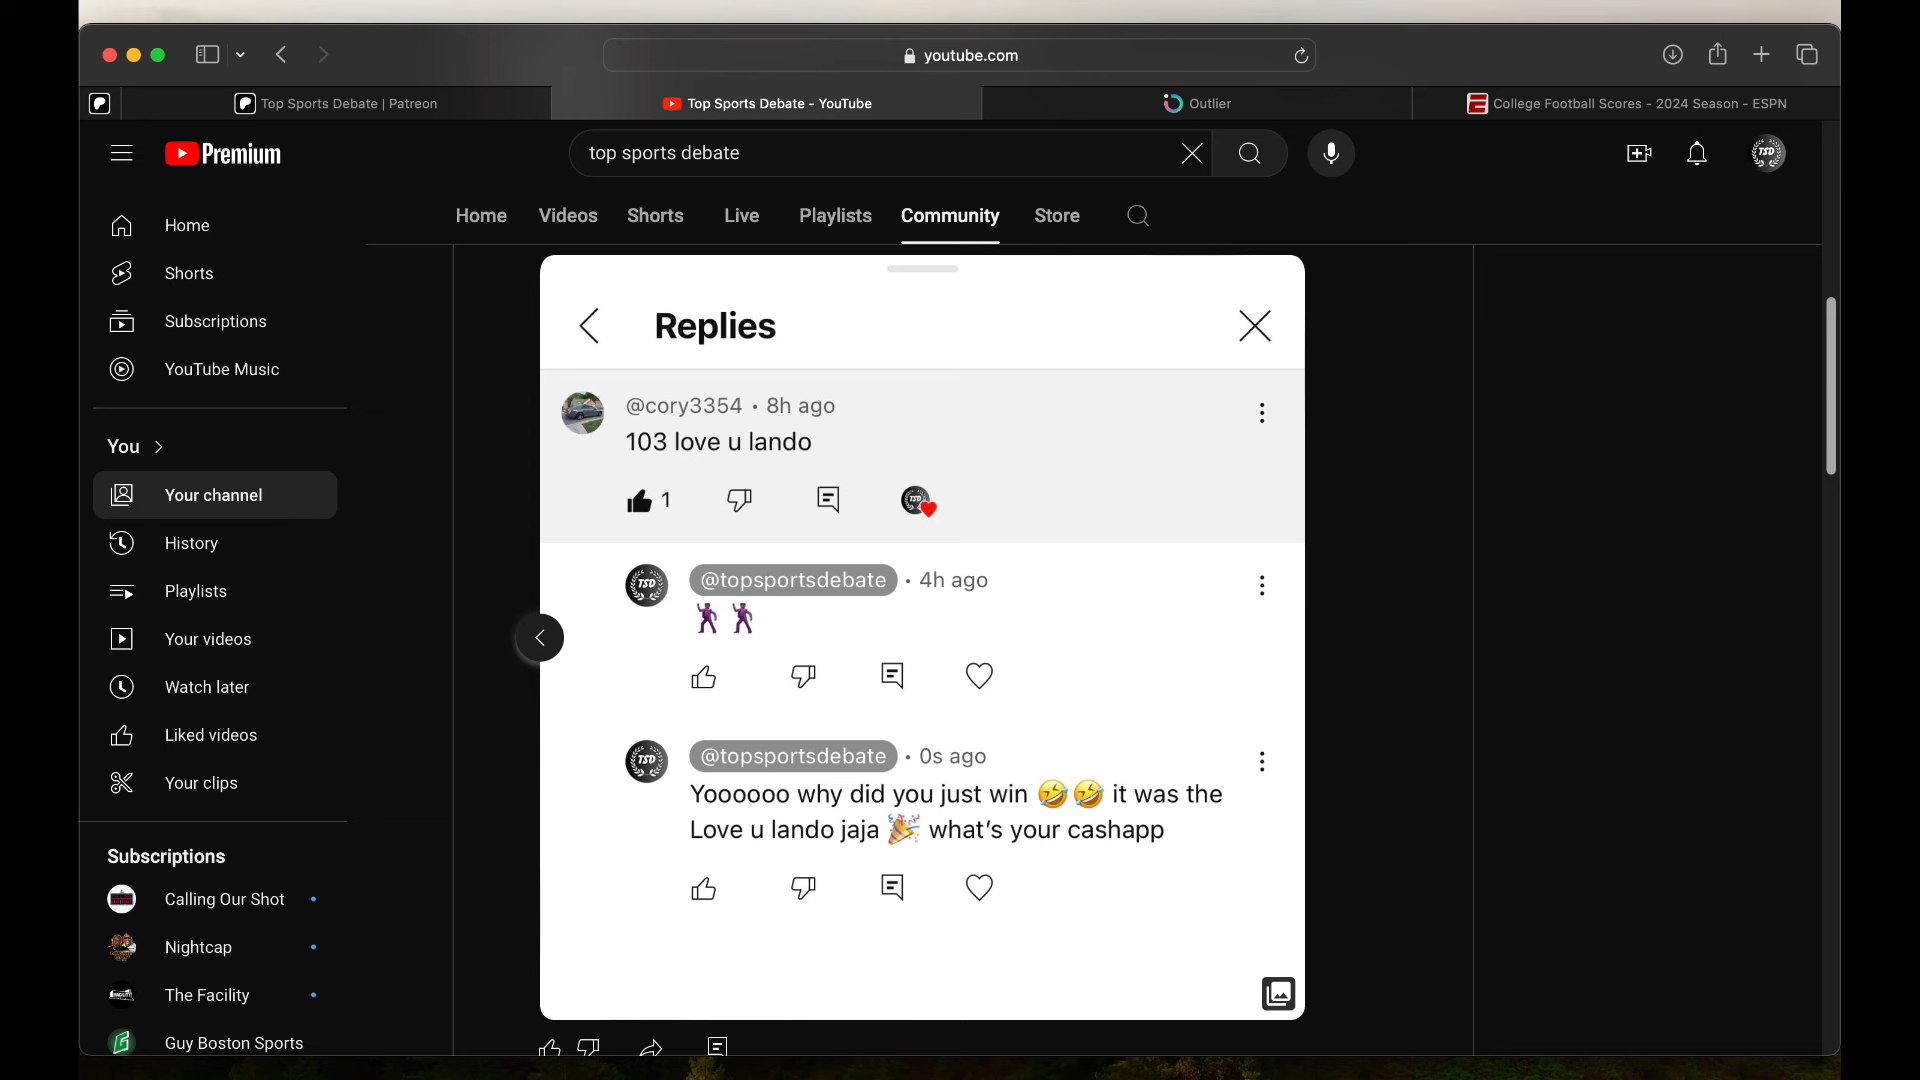 youtube.com
Top Sports Debate | Patreon
Top Sports Debate - YouTube
Outlier
College Football Scores - 2024 Season - ESPN
Premium
top sports debate
TSD
Home
Videos
Shorts
Live
Playlists
Community
Store
Home
Shorts
Subscriptions
YouTube Music
You
Your channel
History
Playlists
Your videos
Watch later
Liked videos
Your clips
Subscriptions
Calling Our Shot
Nightcap
The Facility
Guy Boston Sports
Replies
@cory3354 • 8h ago
103 love u lando
1
TSD
TSD
@topsportsdebate • 4h ago
🕺🏾🕺🏾
TSD
@topsportsdebate • 0s ago
Yoooooo why did you just win 🤣🤣 it was the
Love u lando jaja 🎉 what’s your cashapp